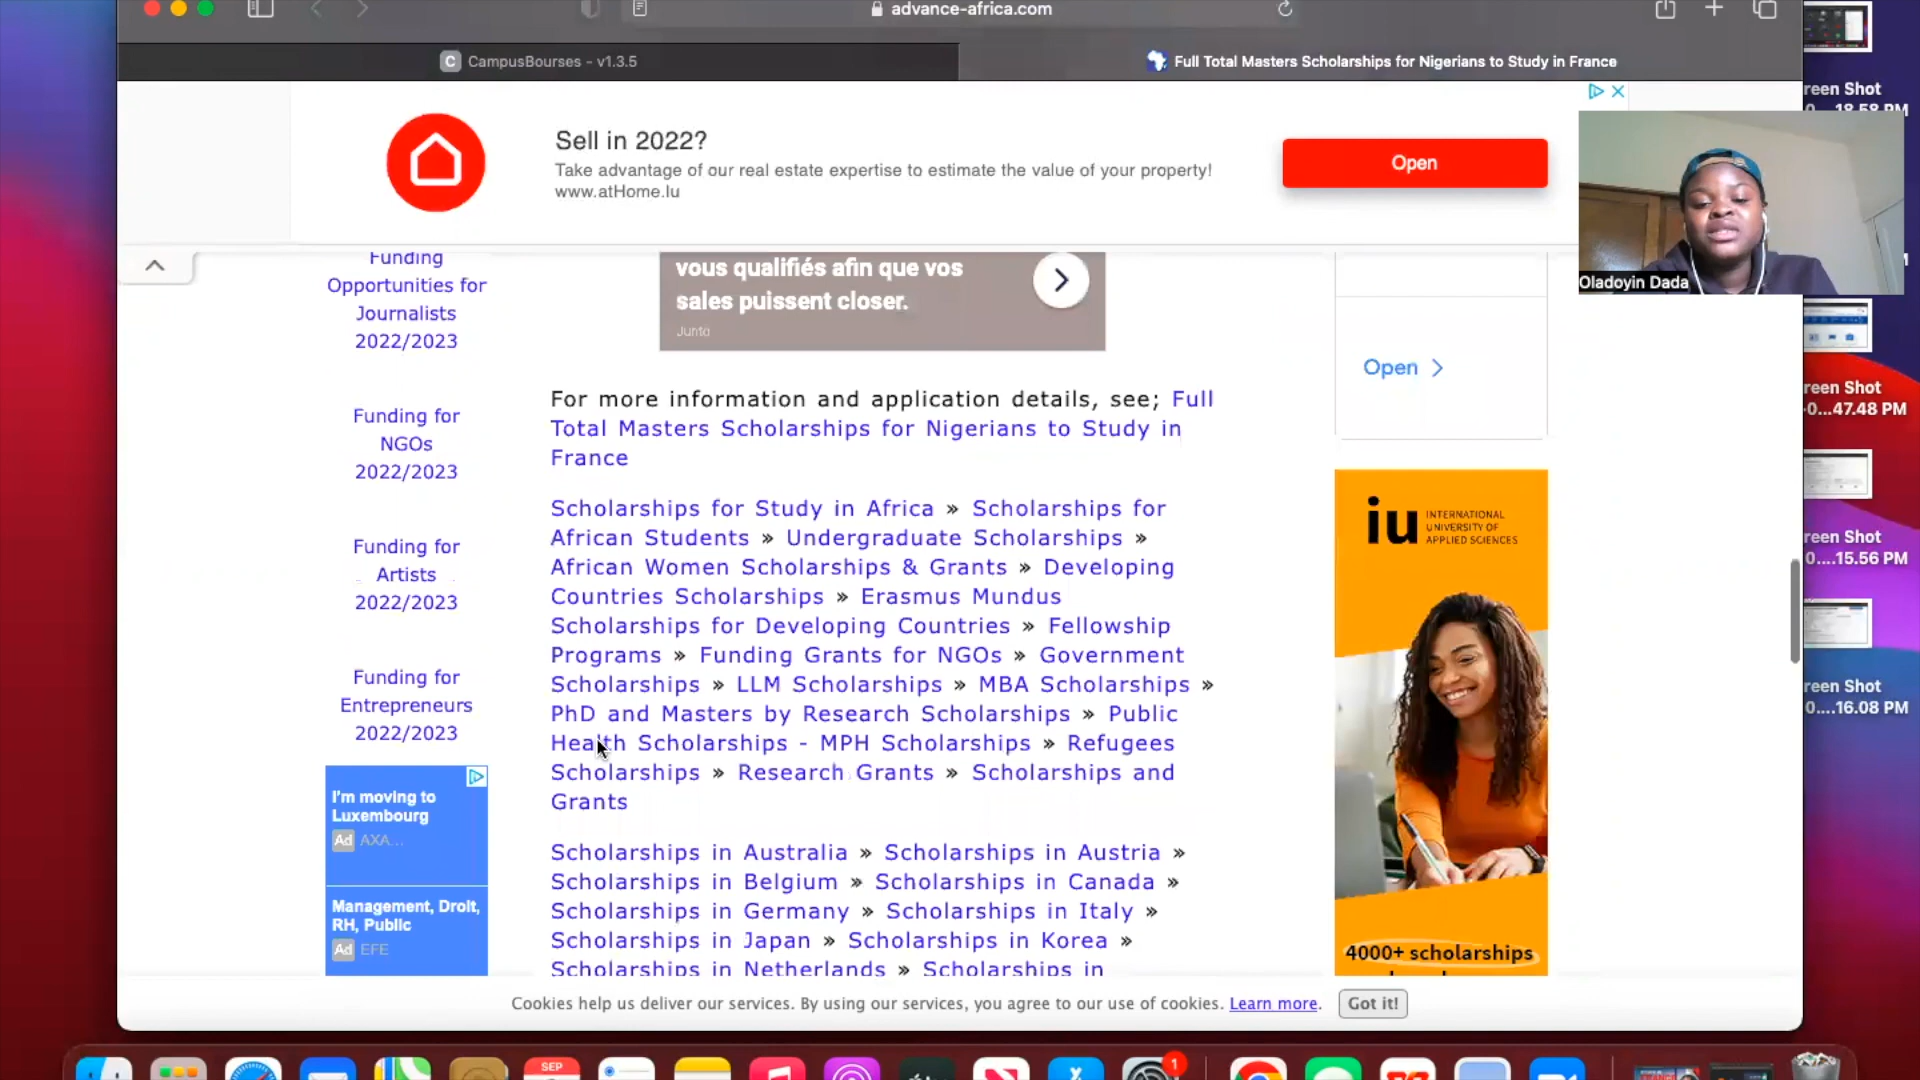 advance-africa.com
C CampusBourses - v1.3.5
Full Total Masters Scholarships for Nigerians to Study in France
Sell in 2022?
Take advantage of our real estate expertise to estimate the value of your property!
www.atHome.lu
Open
Oladoyin Dada
Funding
Opportunities for
Journalists
2022/2023
Funding for
NGOs
2022/2023
Funding for
Artists
2022/2023
Funding for
Entrepreneurs
2022/2023
I'm moving to
Luxembourg
Ad AXA...
Management, Droit,
RH, Public
Ad EFE
vous qualifiés afin que vos
sales puissent closer.
Junto
For more information and application details, see; Full
Total Masters Scholarships for Nigerians to Study in
France
Scholarships for Study in Africa » Scholarships for
African Students » Undergraduate Scholarships »
African Women Scholarships & Grants » Developing
Countries Scholarships » Erasmus Mundus
Scholarships for Developing Countries » Fellowship
Programs » Funding Grants for NGOs » Government
Scholarships » LLM Scholarships » MBA Scholarships »
PhD and Masters by Research Scholarships » Public
Health Scholarships - MPH Scholarships » Refugees
Scholarships » Research Grants » Scholarships and
Grants
Scholarships in Australia » Scholarships in Austria »
Scholarships in Belgium » Scholarships in Canada »
Scholarships in Germany » Scholarships in Italy »
Scholarships in Japan » Scholarships in Korea »
Scholarships in Netherlands » Scholarships in
Open
iu INTERNATIONAL
UNIVERSITY OF
APPLIED SCIENCES
4000+ scholarships
Cookies help us deliver our services. By using our services, you agree to our use of cookies. Learn more.
Got it!
reen Shot
reen Shot
0...47.48 PM
reen Shot
0....15.56 PM
reen Shot
0....16.08 PM
SEP
1